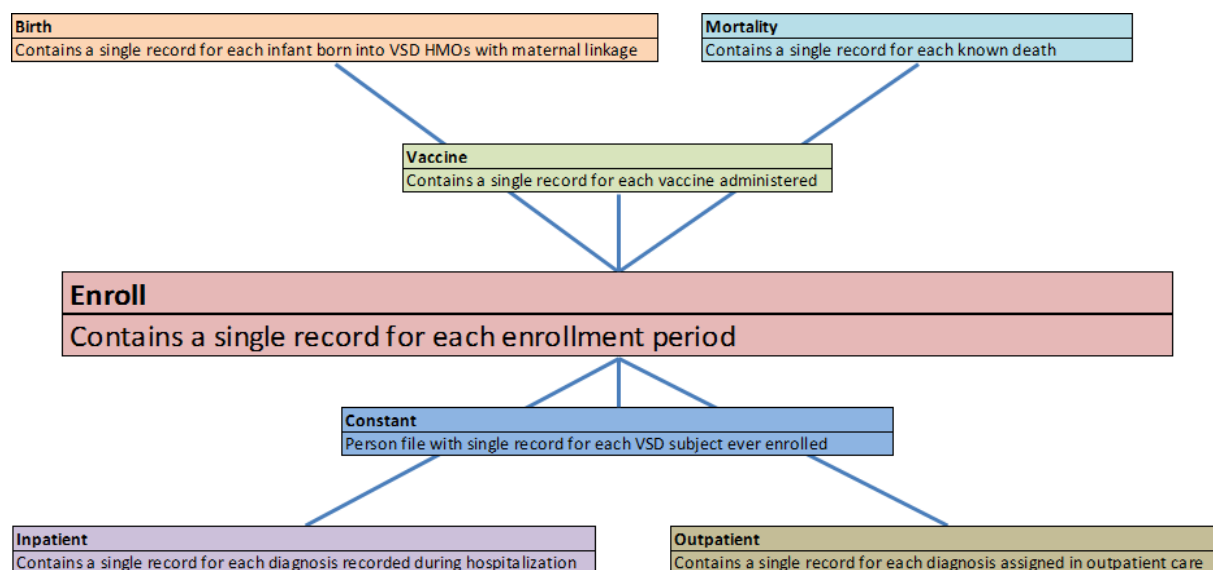 Birth
Contains a single record for each infant born into VSD HMOs with maternal linkage
Mortality
Contains a single record for each known death
Vaccine
Contains a single record for each vaccine administered
Enroll
Contains a single record for each enrollment period
Constant
Person file with single record for each VSD subject ever enrolled
Inpatient
Contains a single record for each diagnosis recorded during hospitalization
Outpatient
Contains a single record for each diagnosis assigned in outpatient care